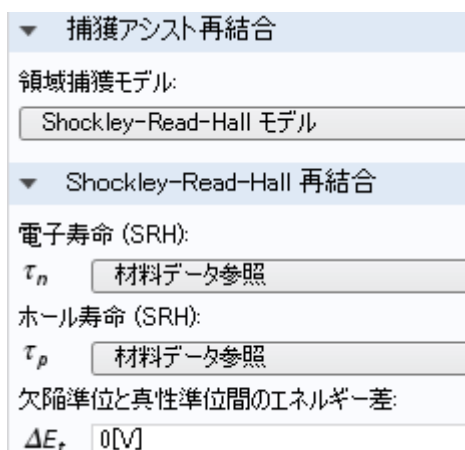 捕獲アシスト再結合
領域捕獲モデル:
Shockley-Read-Hall モデル
Shockley-Read-Hall 再結合
電子寿命 (SRH):
τn 材料データ参照
ホール寿命 (SRH):
τp 材料データ参照
欠陥準位と真性準位間のエネルギー差:
ΔEt 0[V]